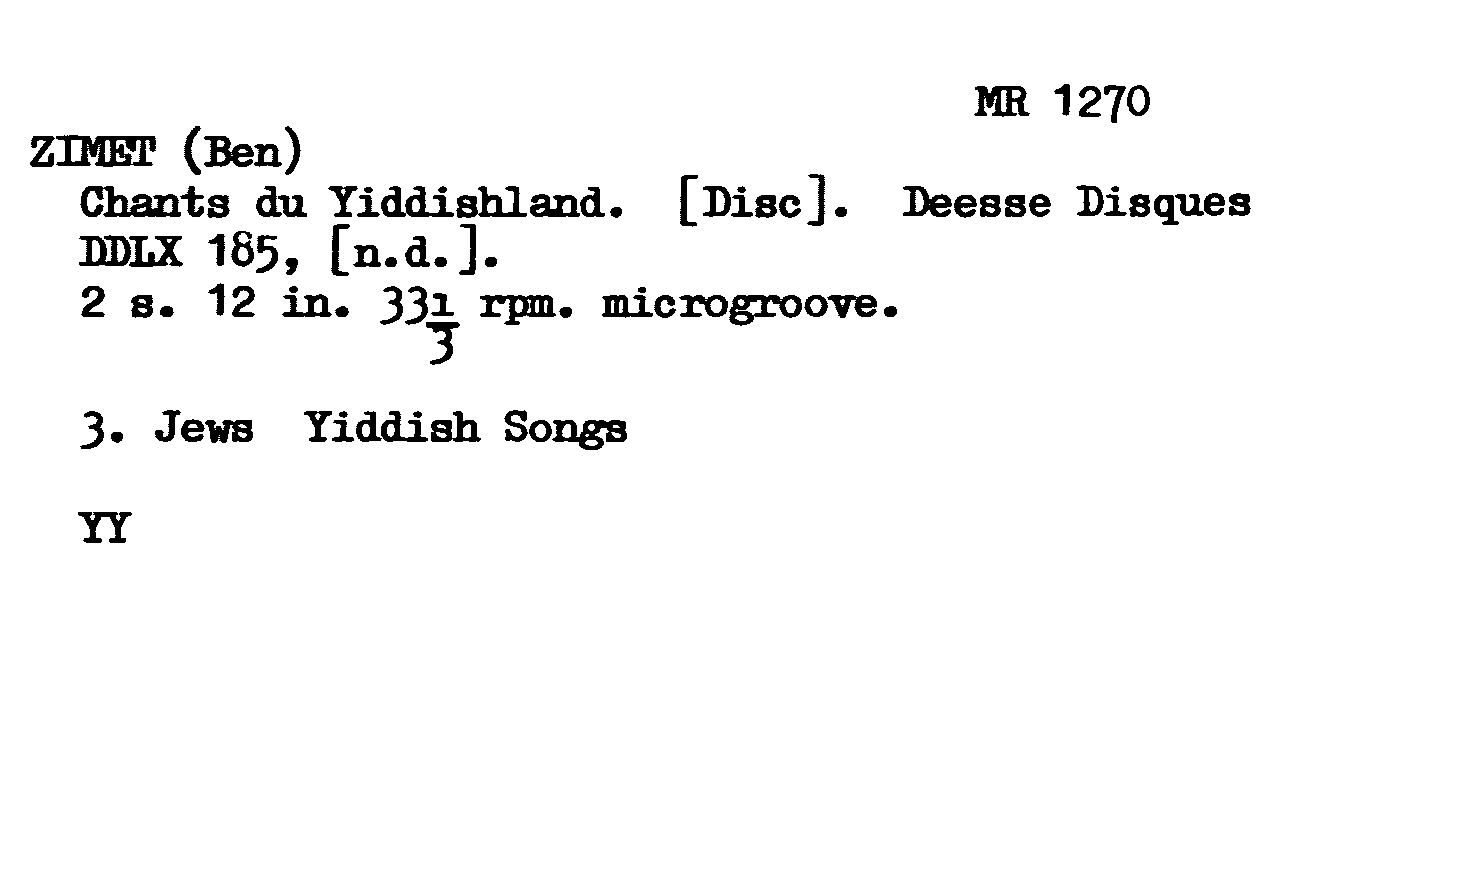 MR 1270
ZIMET (Ben)
Chants du Yiddishland. [Disc]. Deesse Disques
DDLX 185, [n.d.].
2 s. 12 in. 33 1/3 rpm. microgroove.
3. Jews Yiddish Songs
YY